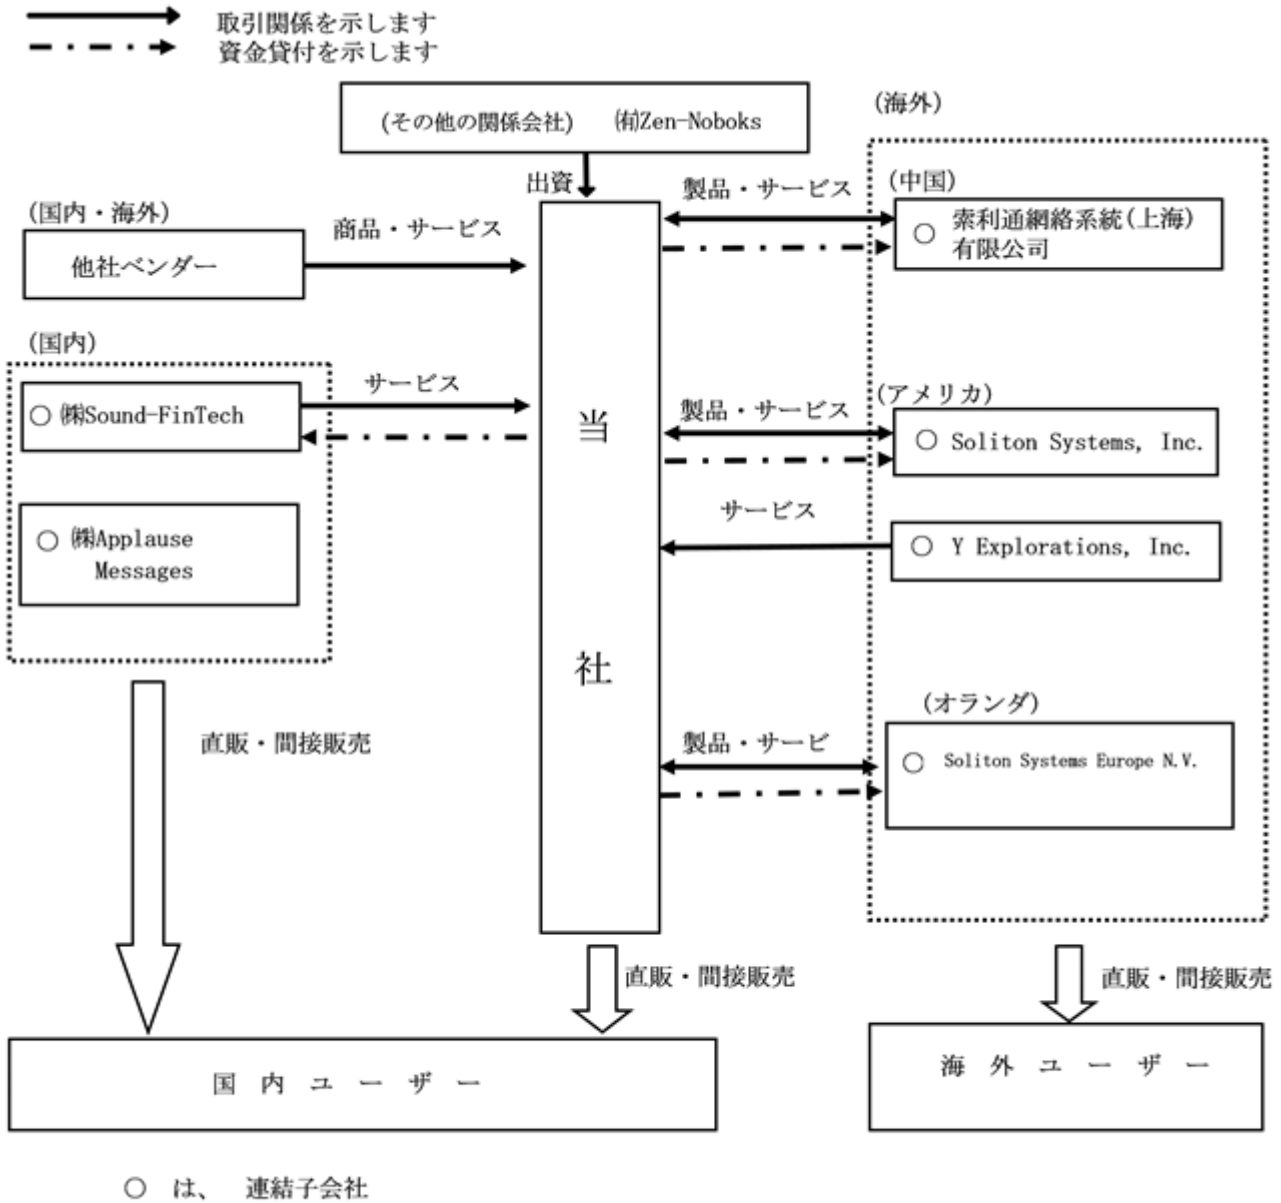 取引関係を示します
資金貸付を示します
(その他の関係会社) ㈲Zen-Noboks
出資
(国内・海外)
他社ベンダー
商品・サービス
(国内)
○ ㈱Sound-FinTech
サービス
○ ㈱Applause
Messages
当
社
(海外)
製品・サービス
(中国)
○ 索利通網絡系統(上海)
有限公司
(アメリカ)
製品・サービス
○ Soliton Systems, Inc.
サービス
○ Y Explorations, Inc.
(オランダ)
製品・サービ
○ Soliton Systems Europe N.V.
直販・間接販売
直販・間接販売
直販・間接販売
国 内 ユ ー ザ ー
海 外 ユ ー ザ ー
○ は、 連結子会社